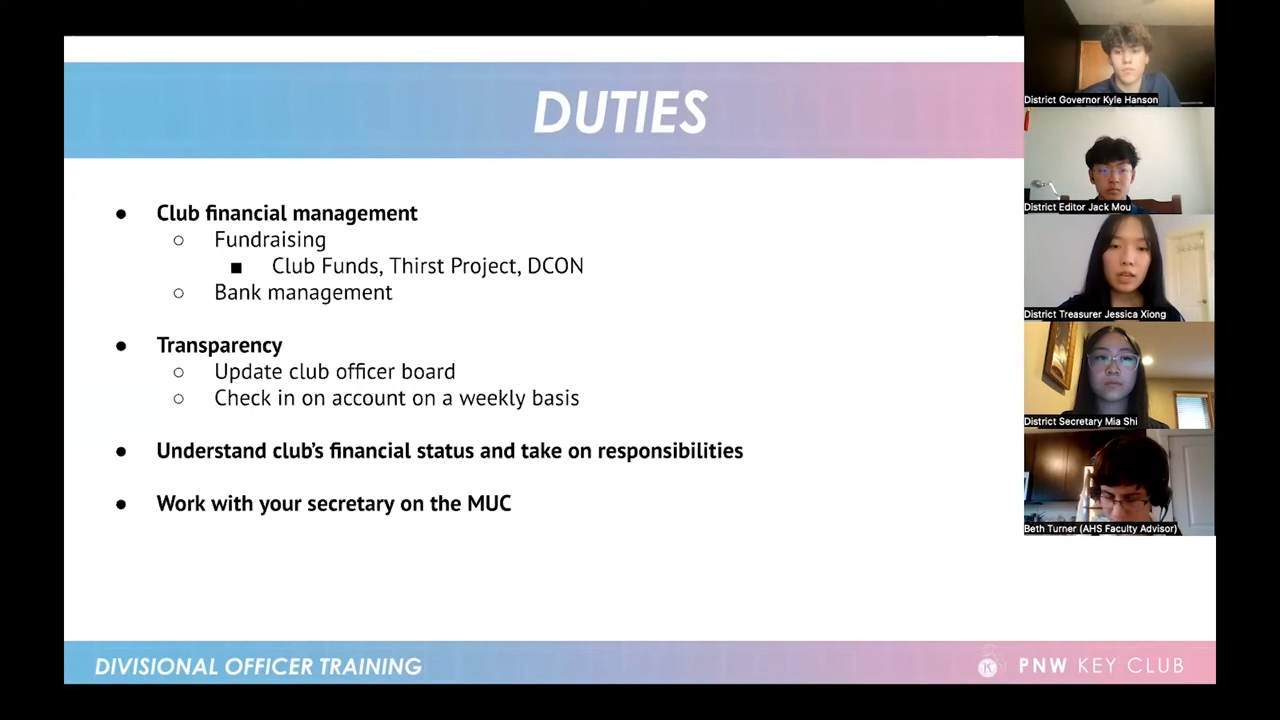 DUTIES
● Club financial management
○ Fundraising
■ Club Funds, Thirst Project, DCON
○ Bank management
● Transparency
○ Update club officer board
○ Check in on account on a weekly basis
● Understand club's financial status and take on responsibilities
● Work with your secretary on the MUC
DIVISIONAL OFFICER TRAINING
PNW KEY CLUB
District Governor Kyle Hanson
District Editor Jack Mou
District Treasurer Jessica Xiong
District Secretary Mia Shi
Beth Turner (AHS Faculty Advisor)